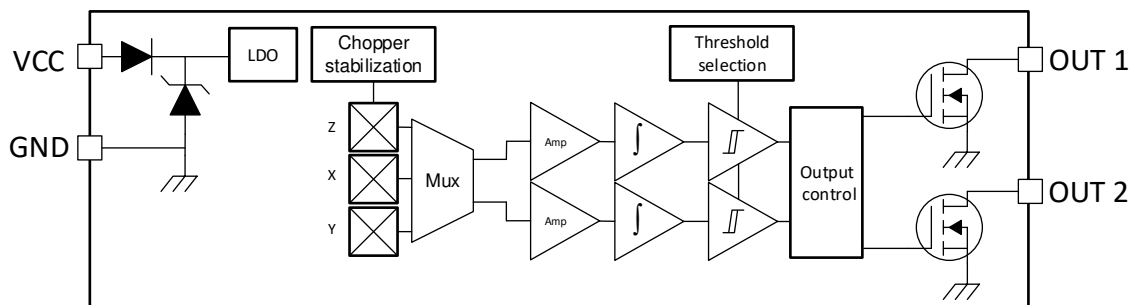 VCC
GND
LDO
Chopper
stabilization
Z
X
Y
Mux
Amp
∫
Amp
∫
Threshold
selection
Output
control
OUT 1
OUT 2